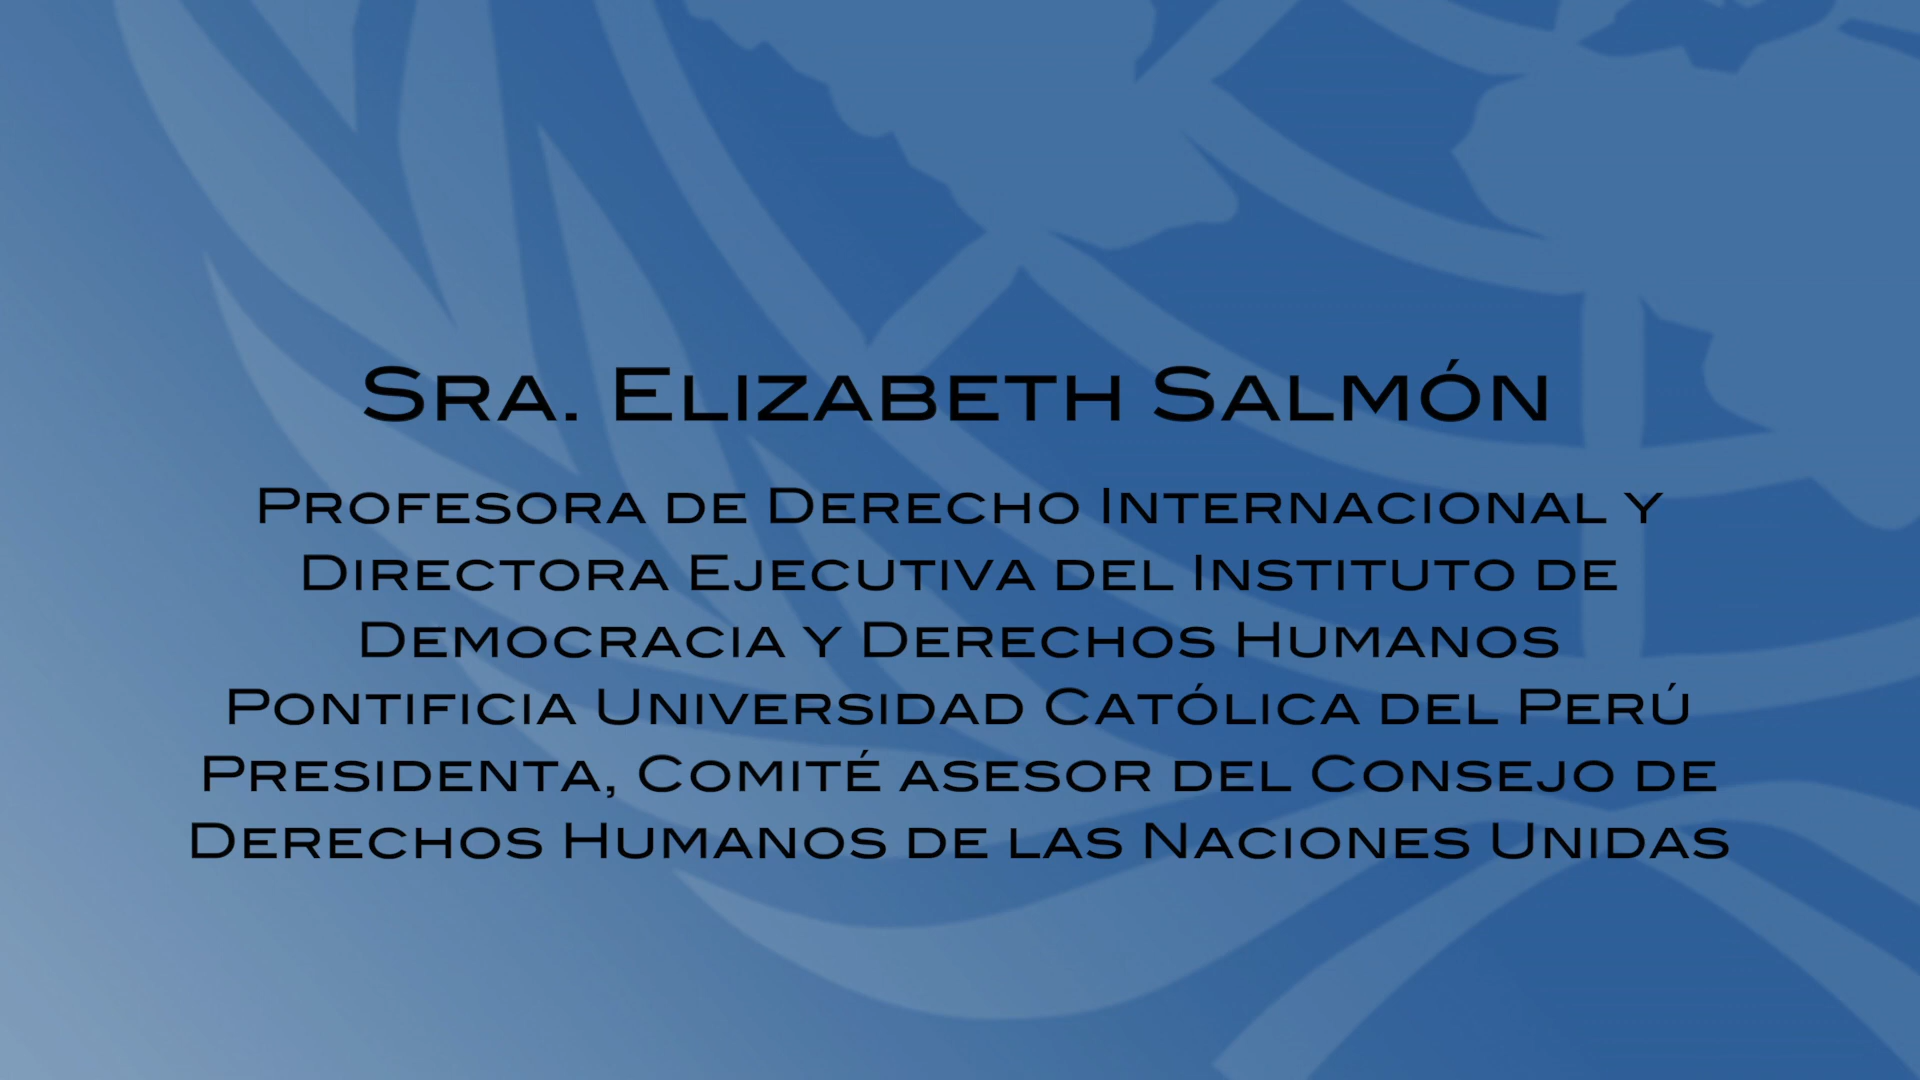 Sra. Elizabeth Salmón
Profesora de Derecho Internacional y
Directora Ejecutiva del Instituto de
Democracia y Derechos Humanos
Pontificia Universidad Católica del Perú
Presidenta, Comité asesor del Consejo de
Derechos Humanos de las Naciones Unidas